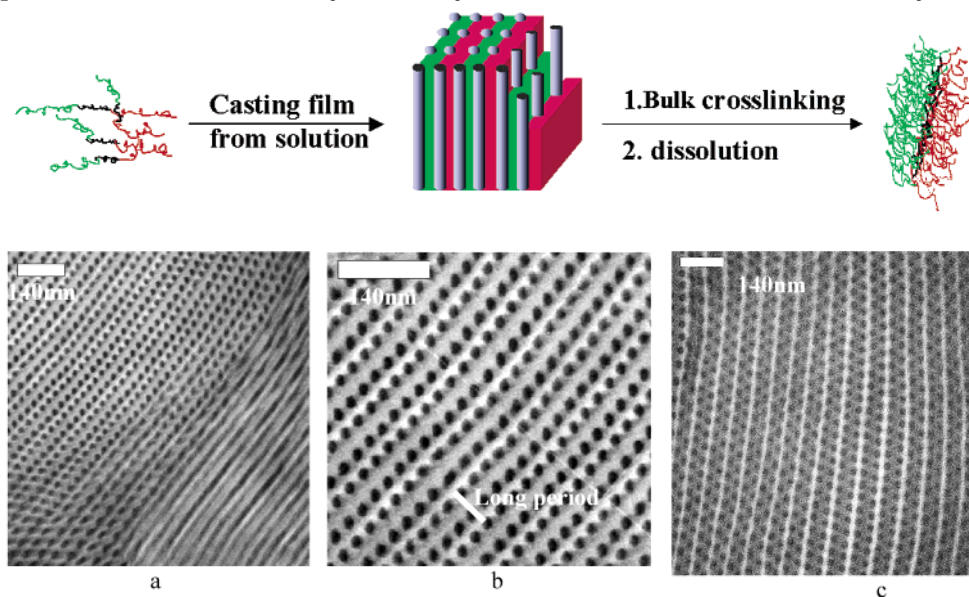 Casting film
from solution
1.Bulk crosslinking
2. dissolution
140nm
140nm
140nm
Long period
a
b
c